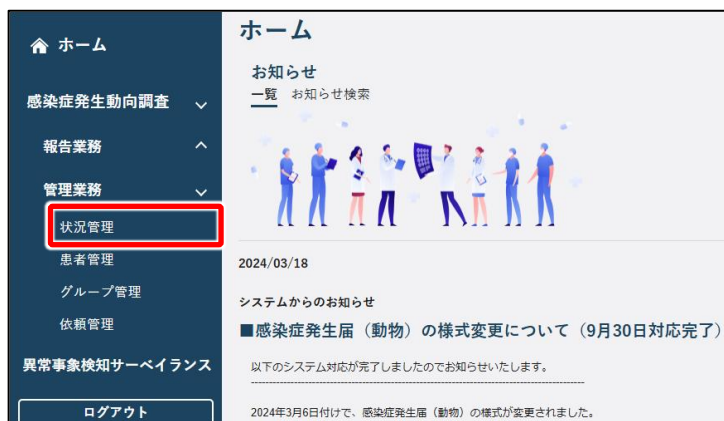 ホーム
感染症発生動向調査
報告業務
管理業務
状況管理
患者管理
グループ管理
依頼管理
異常事象検知サーベイランス
ログアウト
ホーム
お知らせ
一覧 お知らせ検索
2024/03/18
システムからのお知らせ
■感染症発生届（動物）の様式変更について（9月30日対応完了）
以下のシステム対応が完了しましたのでお知らせいたします。
2024年3月6日付けで、感染症発生届（動物）の様式が変更されました。